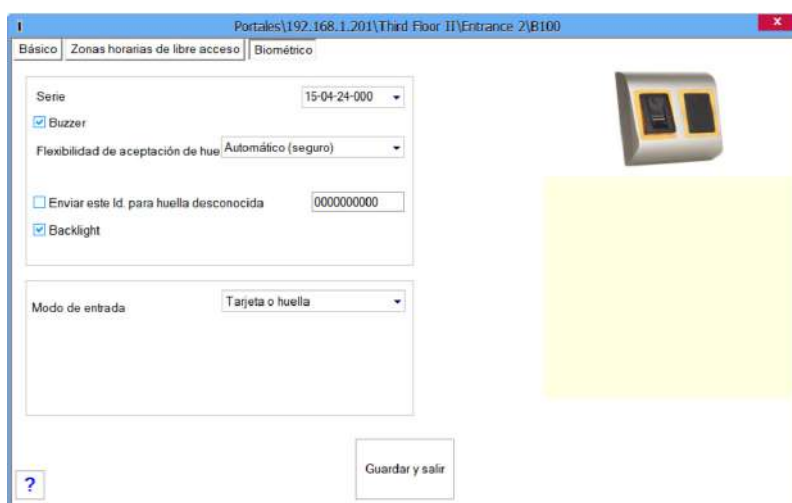 Portales\192.168.1.201\Third Floor II\Entrance 2\B100
x
Básico Zonas horarias de libre acceso Biométrico
Serie 15-04-24-000
Buzzer
Flexibilidad de aceptación de hue Automático (seguro)
Enviar este Id. para huella desconocida 0000000000
Backlight
Modo de entrada Tarjeta o huella
Guardar y salir
?